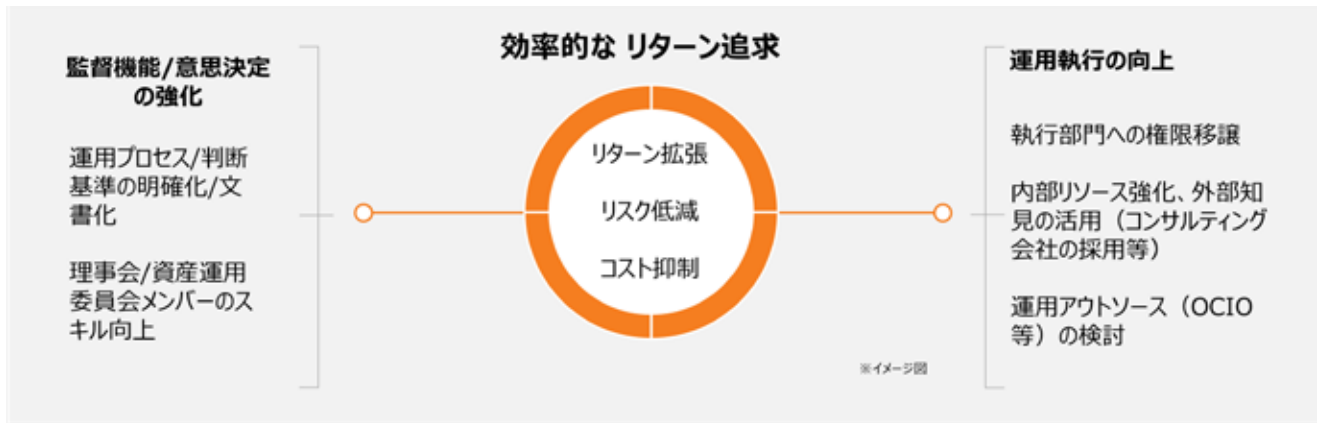 効率的な リターン追求
監督機能/意思決定
の強化
運用プロセス/判断
基準の明確化/文
書化
理事会/資産運用
委員会メンバーのス
キル向上
リターン拡張
リスク低減
コスト抑制
※イメージ図
運用執行の向上
執行部門への権限移譲
内部リソース強化、外部知
見の活用（コンサルティング
会社の採用等）
運用アウトソース（OCIO
等）の検討